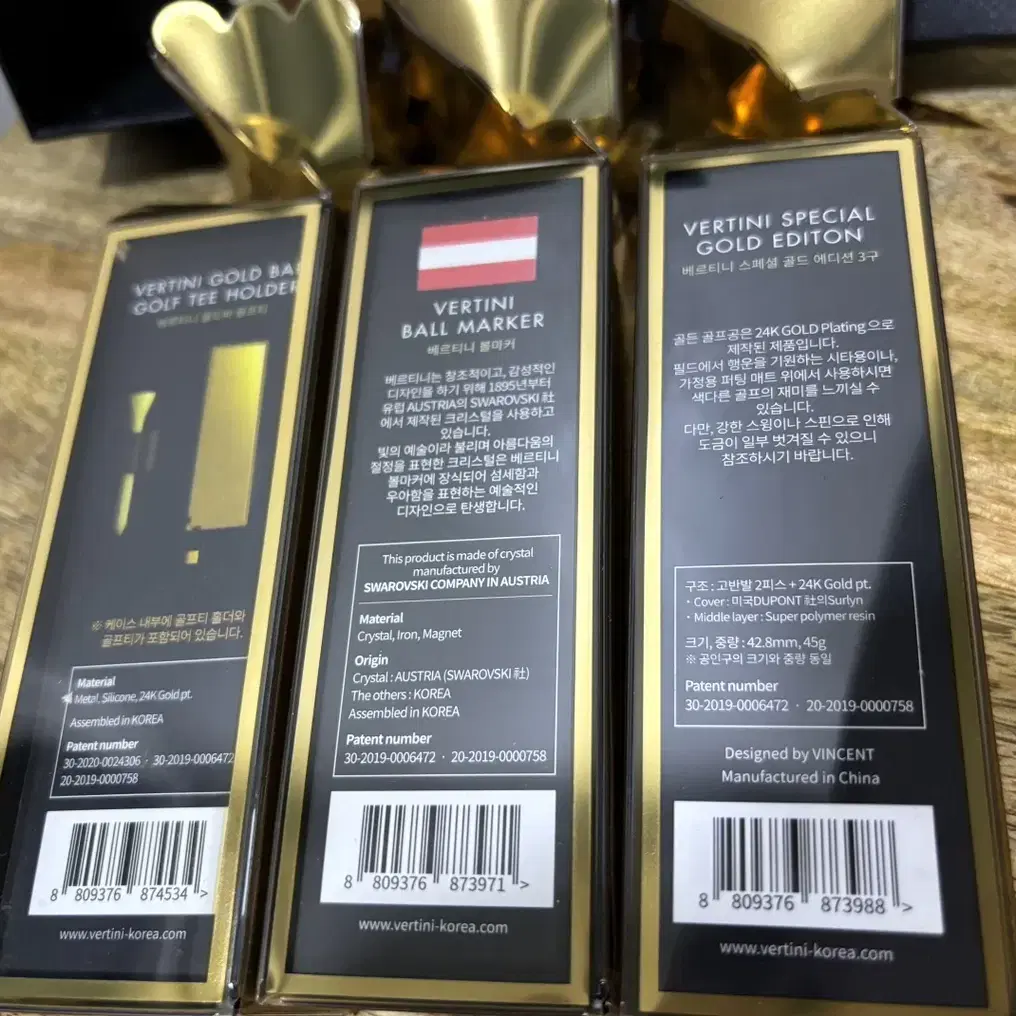 VERTINI GOLD BA
GOLF TEE HOLDER
베르티니 골드바 골프티
※ 케이스 내부에 골프티 홀더와
골프티가 포함되어 있습니다.
Material
Metal, Silicone, 24K Gold pt.
Assembled in KOREA
Patent number
30-2020-0024306 · 30-2019-0006472
20-2019-0000758
8 809376 874534 >
www.vertini-korea.com
VERTINI
BALL MARKER
베르티니 볼마커
베르티니는 창조적이고, 감성적인
디자인을 하기 위해 1895년부터
유럽 AUSTRIA의 SWAROVSKI 社
에서 제작된 크리스털을 사용하고
있습니다.
빛의 예술이라 불리며 아름다움의
절정을 표현한 크리스털은 베르티니
볼마커에 장식되어 섬세함과
우아함을 표현하는 예술적인
디자인으로 탄생합니다.
This product is made of crystal
manufactured by
SWAROVSKI COMPANY IN AUSTRIA
Material
Crystal, Iron, Magnet
Origin
Crystal : AUSTRIA (SWAROVSKI 社)
The others : KOREA
Assembled in KOREA
Patent number
30-2019-0006472 · 20-2019-0000758
8 809376 873971 >
www.vertini-korea.com
VERTINI SPECIAL
GOLD EDITON
베르티니 스페셜 골드 에디션 3구
골든 골프공은 24K GOLD Plating으로
제작된 제품입니다.
필드에서 행운을 기원하는 시타용이나,
가정용 퍼팅 매트 위에서 사용하시면
색다른 골프의 재미를 느끼실 수
있습니다.
다만, 강한 스윙이나 스핀으로 인해
도금이 일부 벗겨질 수 있으니
참조하시기 바랍니다.
구조 : 고반발 2피스 + 24K Gold pt.
· Cover : 미국DUPONT 社의Surlyn
· Middle layer : Super polymer resin
크기, 중량 : 42.8mm, 45g
※ 공인구의 크기와 중량 동일
Patent number
30-2019-0006472 · 20-2019-0000758
Designed by VINCENT
Manufactured in China
8 809376 873988 >
www.vertini-korea.com